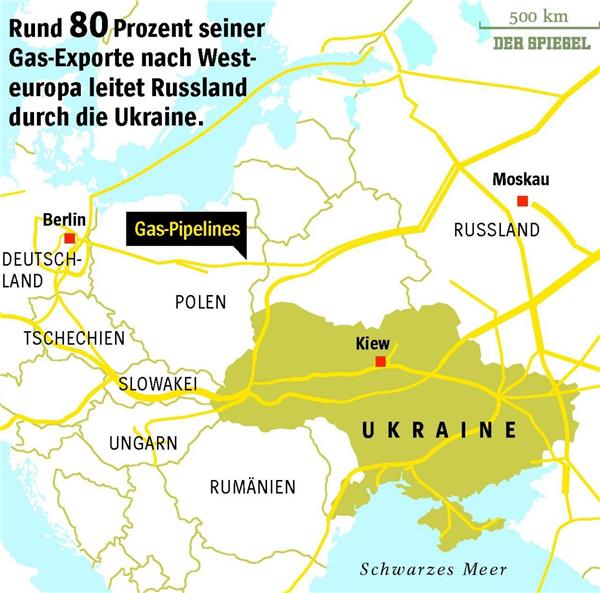 Rund 80 Prozent seiner
Gas-Exporte nach West-
europa leitet Russland
durch die Ukraine.
500 km
DER SPIEGEL
Moskau
RUSSLAND
Berlin
Gas-Pipelines
DEUTSCH-
LAND
POLEN
TSCHECHIEN
Kiew
SLOWAKEI
UKRAINE
UNGARN
RUMÄNIEN
Schwarzes Meer